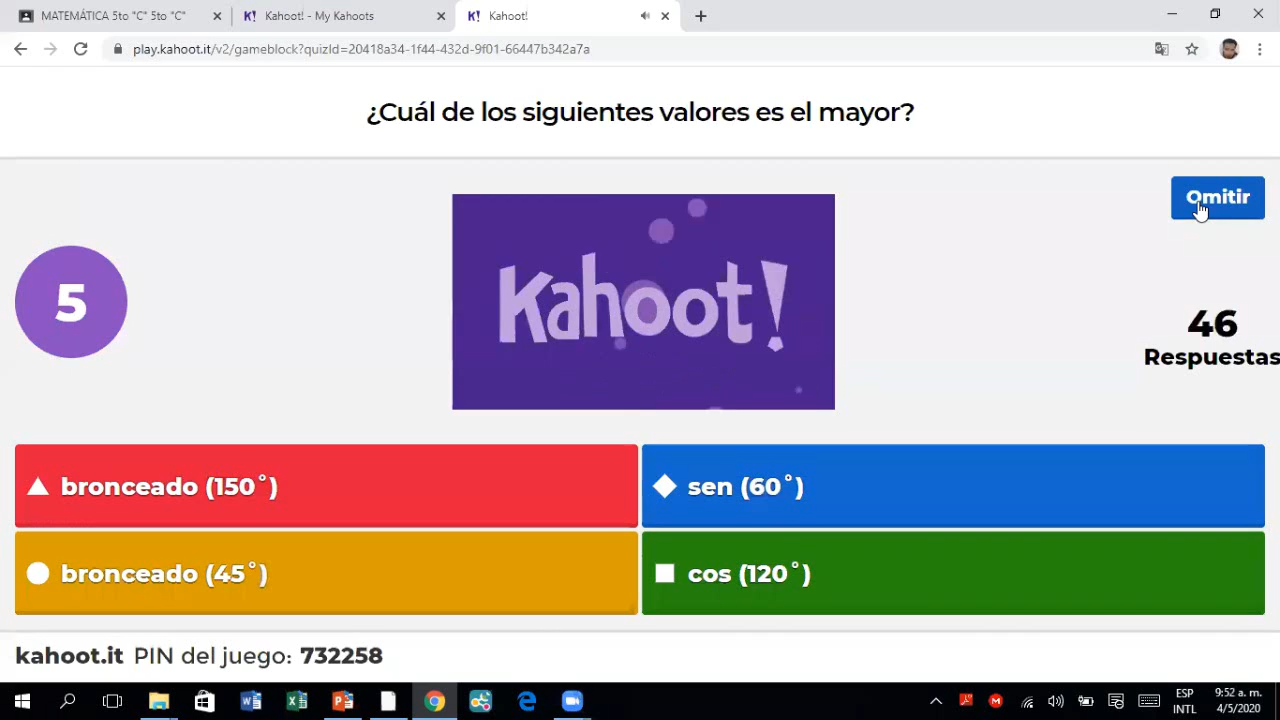 MATEMÁTICA 5to "C" 5to "C"
Kahoot! - My Kahoots
Kahoot!
play.kahoot.it/v2/gameblock?quizId=20418a34-1f44-432d-9f01-66447b342a7a
¿Cuál de los siguientes valores es el mayor?
Omitir
5
Kahoot!
46
Respuestas
bronceado (150°)
sen (60°)
bronceado (45°)
cos (120°)
kahoot.it PIN del juego: 732258
ESP
INTL
9:52 a. m.
4/5/2020